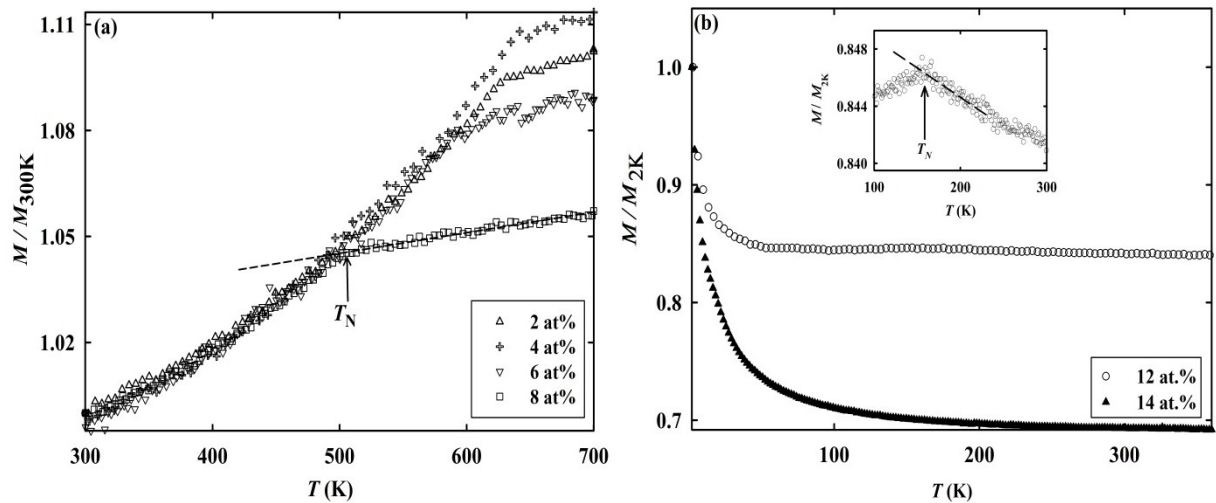 (a)
1.11
1.08
1.05
1.02
M / M300K
300
400
500
600
700
T (K)
TN
2 at%
4 at%
6 at%
8 at%
(b)
1.0
0.9
0.8
0.7
M / M2K
100
200
300
T (K)
12 at.%
14 at.%
0.848
0.844
0.840
M / M2K
100
200
300
T (K)
TN